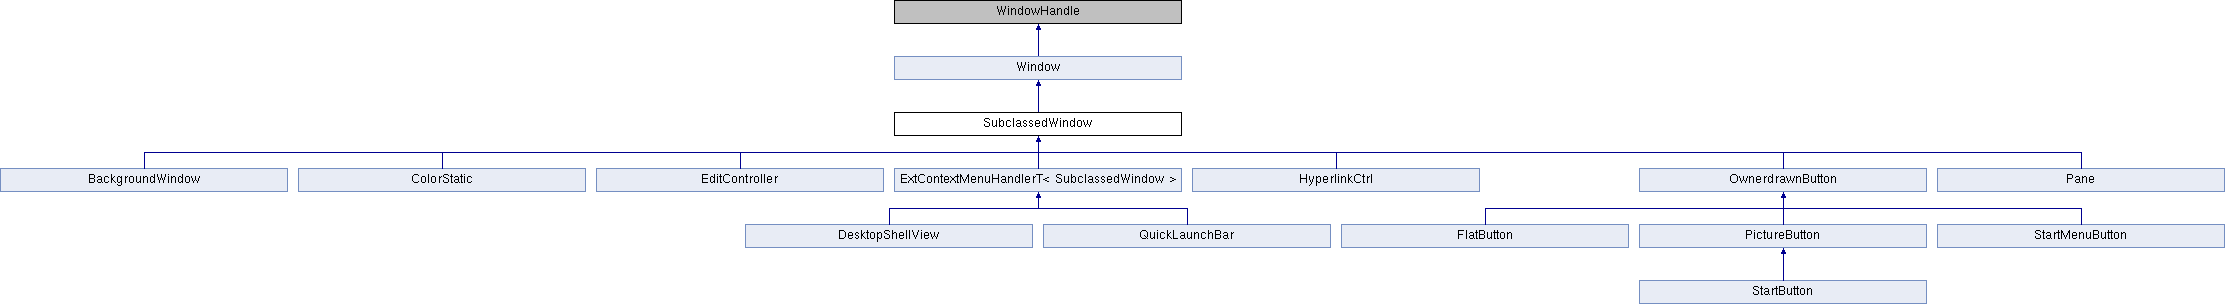 WindowHandle
Window
SubclassedWindow
BackgroundWindow
ColorStatic
EditController
ExtContextMenuHandlerT< SubclassedWindow >
HyperlinkCtrl
OwnerdrawnButton
Pane
DesktopShellView
QuickLaunchBar
FlatButton
PictureButton
StartMenuButton
StartButton